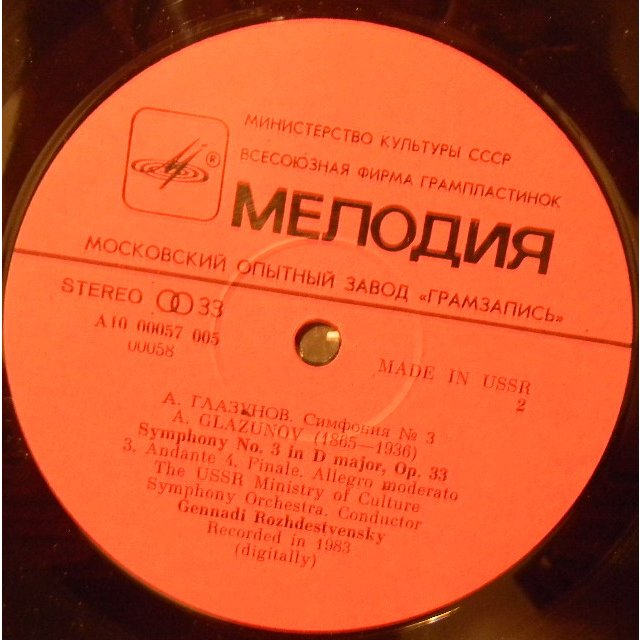 МИНИСТЕРСТВО КУЛЬТУРЫ СССР
ВСЕСОЮЗНАЯ ФИРМА ГРАМПЛАСТИНОК
®
МЕЛОДИЯ
МОСКОВСКИЙ ОПЫТНЫЙ ЗАВОД «ГРАМЗАПИСЬ»
STEREO 33
А10 00057 005
00058
MADE IN USSR
2
А. ГЛАЗУНОВ. Симфония № 3
A. GLAZUNOV (1865—1936)
Symphony No. 3 in D major, Op. 33
3. Andante 4. Finale. Allegro moderato
The USSR Ministry of Culture
Symphony Orchestra. Conductor
Gennadi Rozhdestvensky
Recorded in 1983
(digitally)